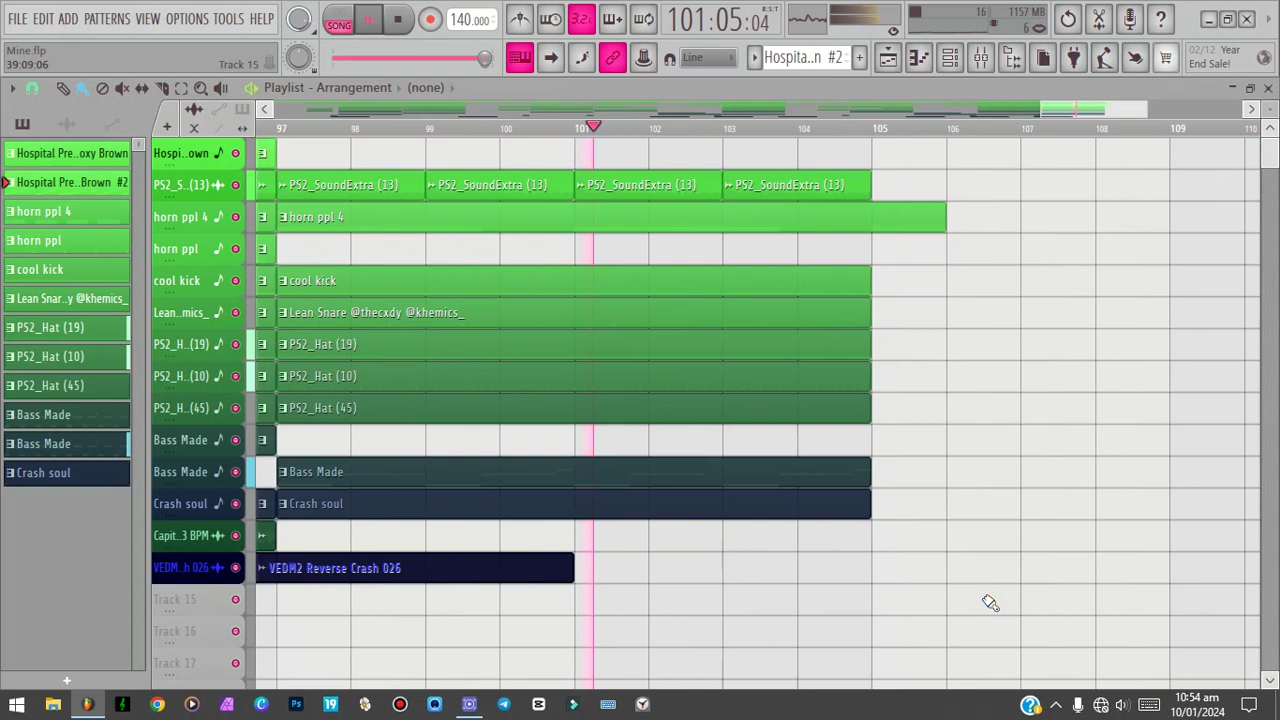 FILE EDIT ADD PATTERNS VIEW OPTIONS TOOLS HELP
SONG
140.000
3.2:
101:05:04
B:S:T
16
1157 MB
6
Mine.flp
39:09:06
Track 15
Line
Hospita..n #2
02/12 Year
End Sale!
Playlist - Arrangement
(none)
97 98 99 100 101 102 103 104 105 106 107 108 109 110
Hospital Pre..oxy Brown
Hospital Pre..Brown #2
horn ppl 4
horn ppl
cool kick
Lean Snar..y @khemics_
PS2_Hat (19)
PS2_Hat (10)
PS2_Hat (45)
Bass Made
Bass Made
Crash soul
Hospi..own
PS2_S..(13)
PS2_SoundExtra (13)
PS2_SoundExtra (13)
PS2_SoundExtra (13)
PS2_SoundExtra (13)
horn ppl 4
horn ppl 4
horn ppl
cool kick
cool kick
Lean..mics_
Lean Snare @thecxdy @khemics_
PS2_H..(19)
PS2_Hat (19)
PS2_H..(10)
PS2_Hat (10)
PS2_H..(45)
PS2_Hat (45)
Bass Made
Bass Made
Bass Made
Crash soul
Crash soul
Capit..3 BPM
VEDM..h 026
VEDM2 Reverse Crash 026
Track 15
Track 16
Track 17
10:54 am
10/01/2024